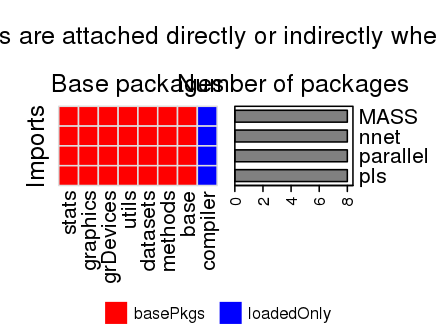 s are attached directly or indirectly whe
Base packages
Number of packages
Imports
MASS
nnet
parallel
pls
stats
graphics
grDevices
utils
datasets
methods
base
compiler
0 2 4 6 8
basePkgs
loadedOnly